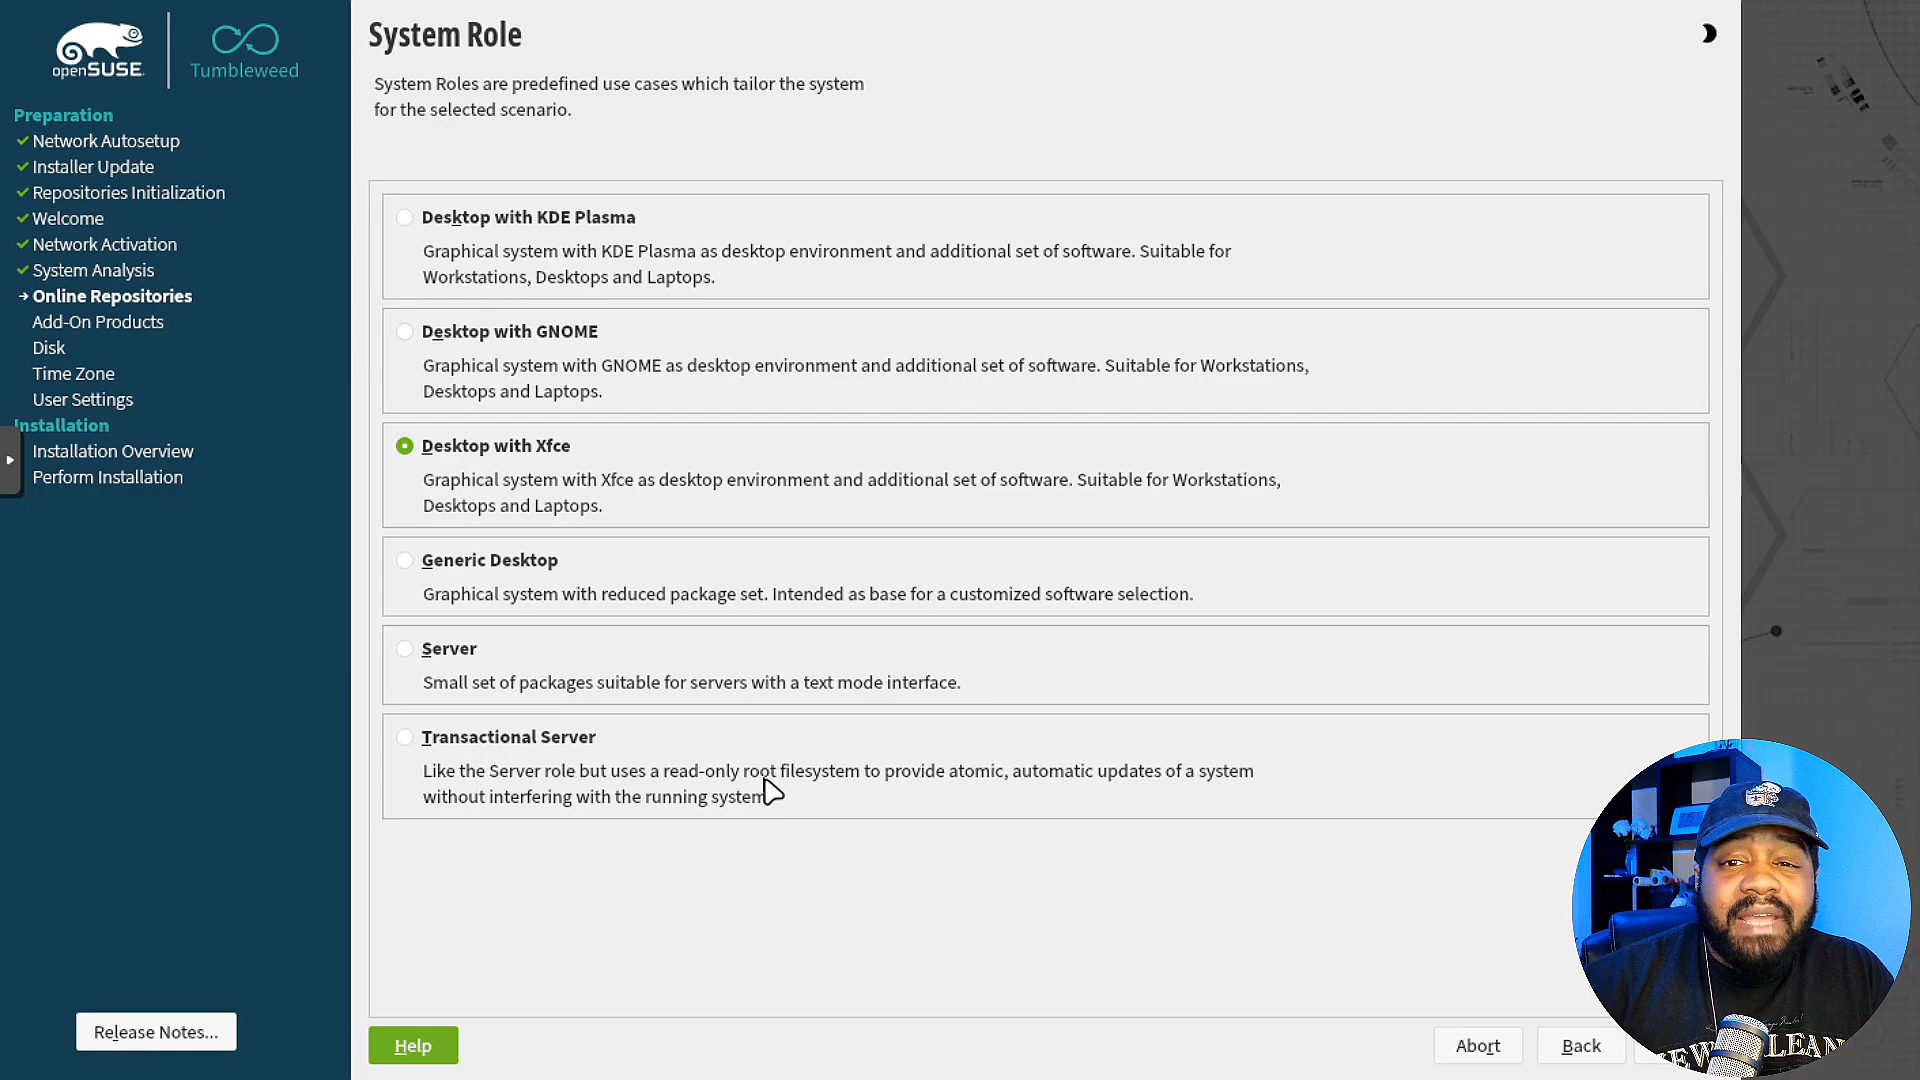 openSUSE
Tumbleweed
Preparation
Network Autosetup
Installer Update
Repositories Initialization
Welcome
Network Activation
System Analysis
Online Repositories
Add-On Products
Disk
Time Zone
User Settings
Installation
Installation Overview
Perform Installation
Release Notes...
System Role
System Roles are predefined use cases which tailor the system
for the selected scenario.
Desktop with KDE Plasma
Graphical system with KDE Plasma as desktop environment and additional set of software. Suitable for
Workstations, Desktops and Laptops.
Desktop with GNOME
Graphical system with GNOME as desktop environment and additional set of software. Suitable for Workstations,
Desktops and Laptops.
Desktop with Xfce
Graphical system with Xfce as desktop environment and additional set of software. Suitable for Workstations,
Desktops and Laptops.
Generic Desktop
Graphical system with reduced package set. Intended as base for a customized software selection.
Server
Small set of packages suitable for servers with a text mode interface.
Transactional Server
Like the Server role but uses a read-only root filesystem to provide atomic, automatic updates of a system
without interfering with the running system
Help
Abort
Back